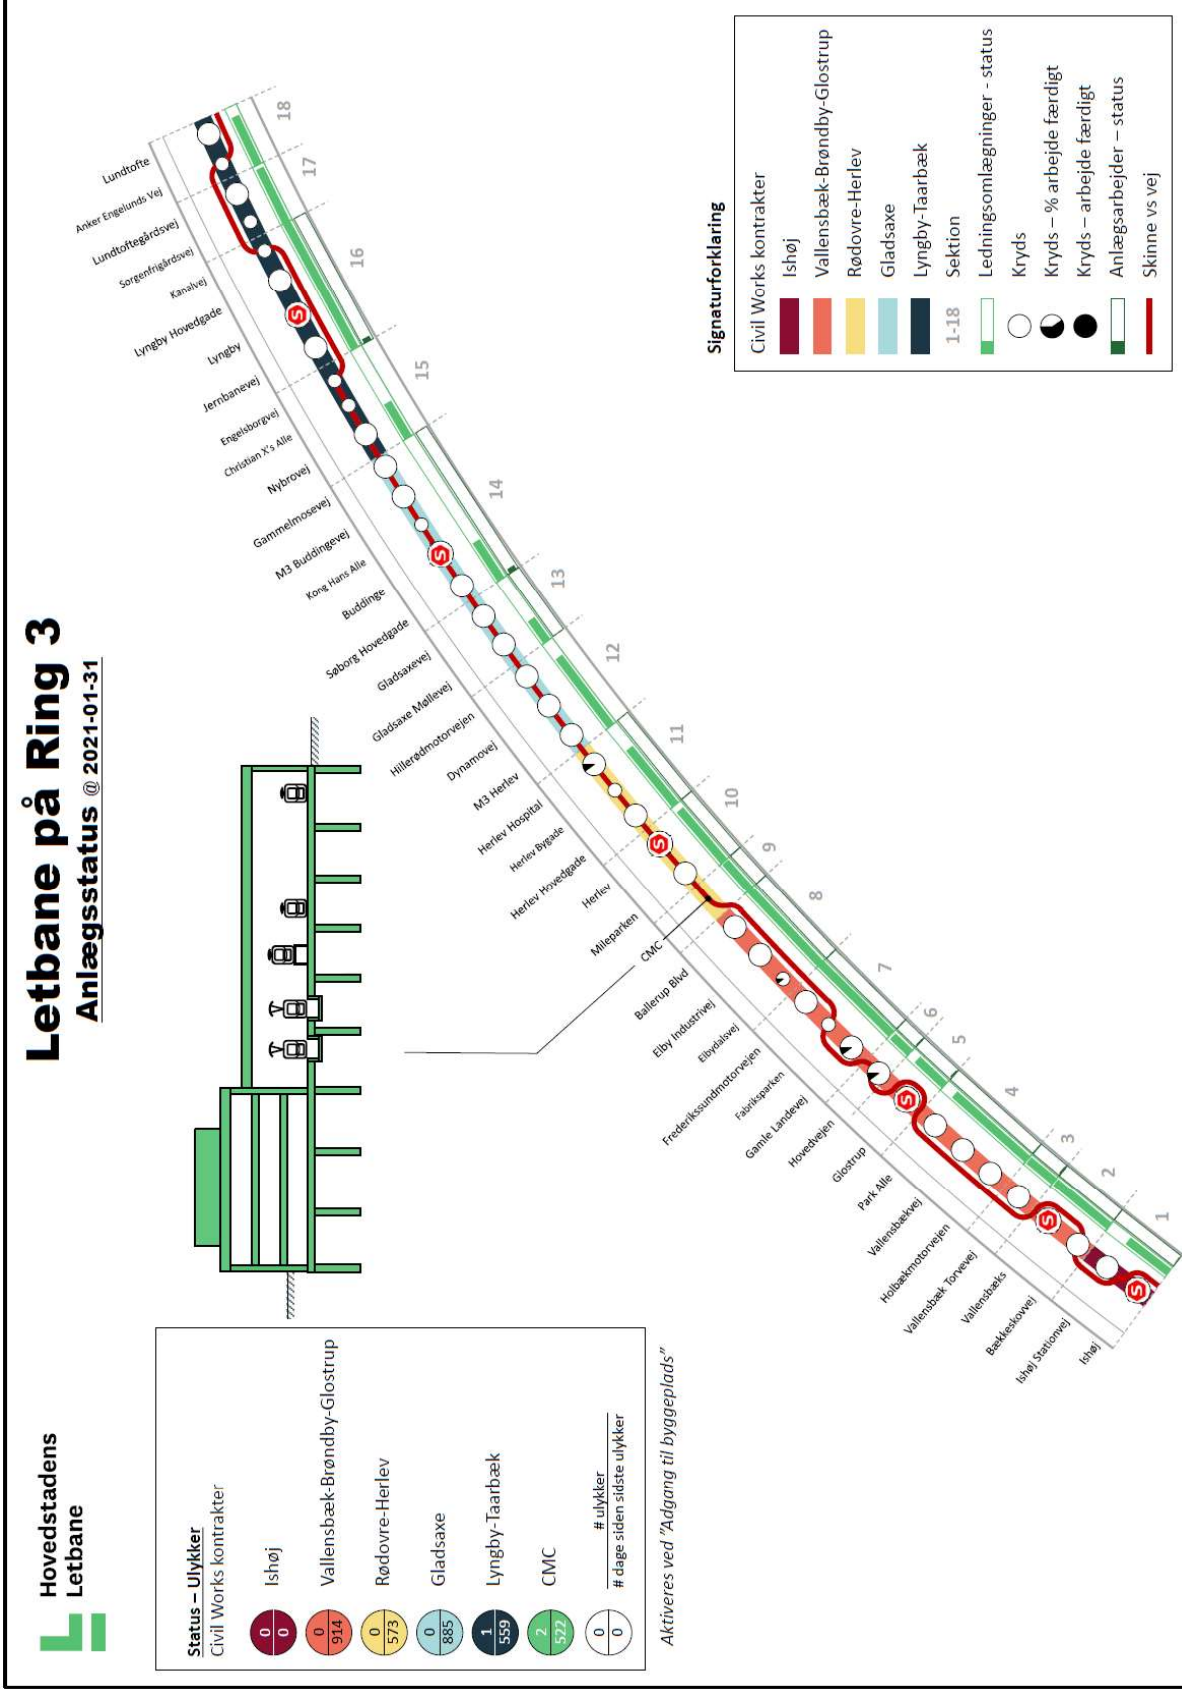 Hovedstadens
Letbane
Letbane på Ring 3
Anlægsstatus @ 2021-01-31
Status – Ulykker
Civil Works kontrakter
0
0
Ishøj
0
914
Vallensbæk-Brøndby-Glostrup
0
573
Rødovre-Herlev
0
885
Gladsaxe
1
559
Lyngby-Taarbæk
2
522
CMC
0
0
# ulykker
# dage siden sidste ulykker
Aktiveres ved "Adgang til byggeplads"
Ishøj
Ishøj Stationvej
Bækkeskovvej
Vallensbæks
Vallensbæk Torvevej
Holbækmotorvejen
Vallensbækvej
Park Alle
Glostrup
Hovedvejen
Gamle Landevej
Fabriksparken
Frederikssundmotorvejen
Ejbydalsvej
Ejby Industrivej
Ballerup Blvd
CMC
Mileparken
Herlev
Herlev Hovedgade
Herlev Bygade
Herlev Hospital
M3 Herlev
Dynamovej
Hillerødmotorvejen
Gladsaxe Møllevej
Gladsaxevej
Søborg Hovedgade
Buddinge
Kong Hans Alle
M3 Buddingevej
Gammelmosevej
Nybrovej
Christian X's Alle
Engelsborgvej
Jernbanevej
Lyngby
Lyngby Hovedgade
Kanalvej
Sorgenfrigårdsvej
Lundtoftegårdsvej
Anker Engelunds Vej
Lundtofte
S
S
S
S
S
S
1
2
3
4
5
6
7
8
9
10
11
12
13
14
15
16
17
18
Signaturforklaring
Civil Works kontrakter
Ishøj
Vallensbæk-Brøndby-Glostrup
Rødovre-Herlev
Gladsaxe
Lyngby-Taarbæk
1-18 Sektion
Ledningsomlægninger - status
Kryds
Kryds – % arbejde færdigt
Kryds – arbejde færdigt
Anlægsarbejder – status
Skinne vs vej